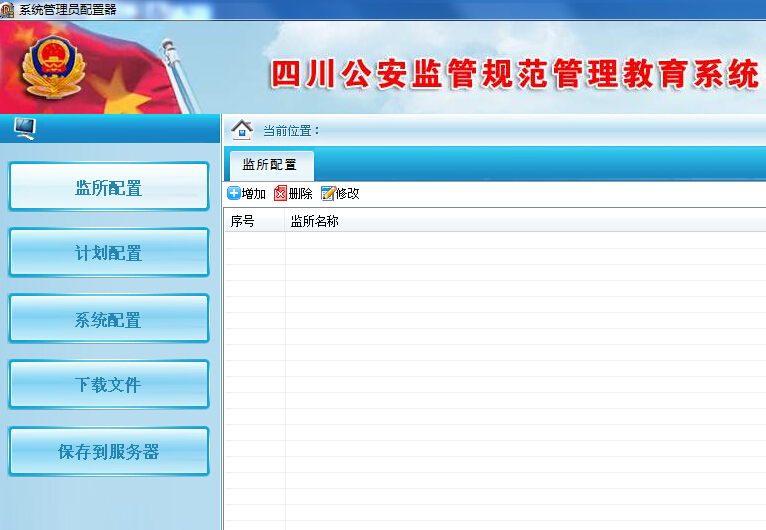 系统管理员配置器
四川公安监管规范管理教育系统
当前位置：
监所配置
增加 删除 修改
序号 监所名称
监所配置
计划配置
系统配置
下载文件
保存到服务器